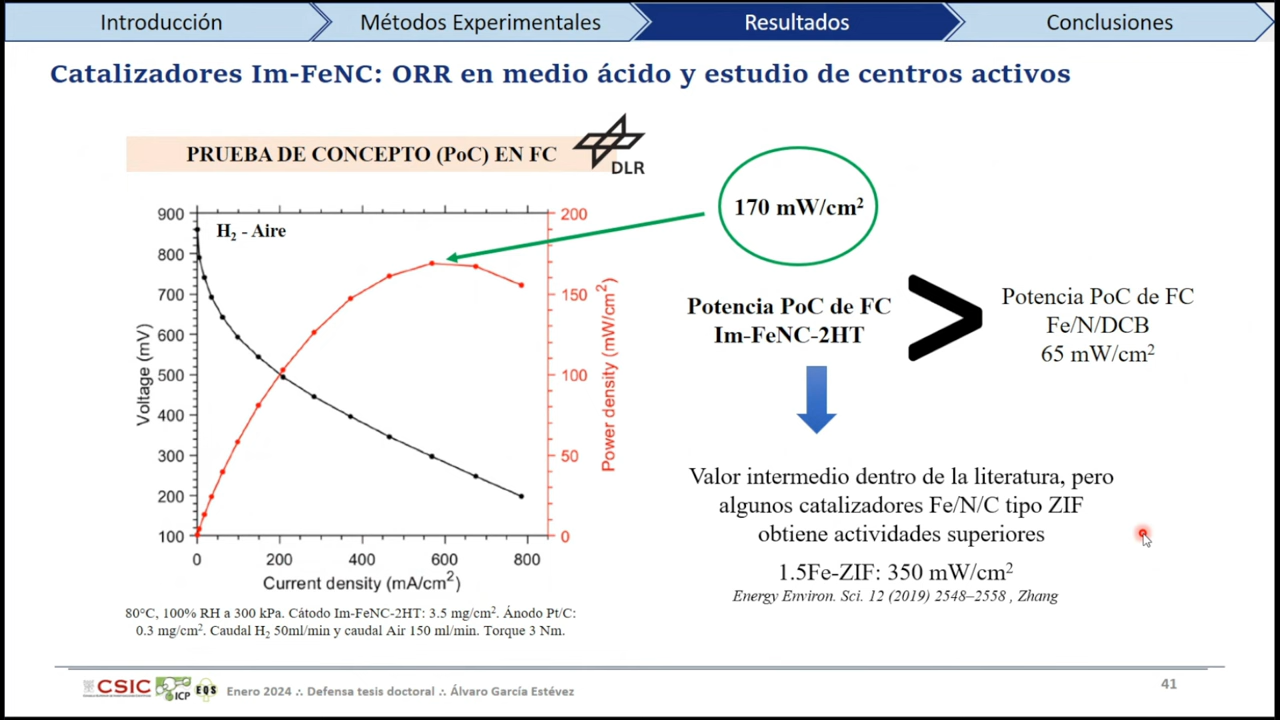 Introducción
Métodos Experimentales
Resultados
Conclusiones
Catalizadores Im-FeNC: ORR en medio ácido y estudio de centros activos
PRUEBA DE CONCEPTO (PoC) EN FC
DLR
H₂ - Aire
900
800
700
600
500
400
300
200
100
Voltage (mV)
0
200
400
600
800
Current density (mA/cm²)
200
150
100
50
0
Power density (mW/cm²)
80°C, 100% RH a 300 kPa. Cátodo Im-FeNC-2HT: 3.5 mg/cm². Ánodo Pt/C:
0.3 mg/cm². Caudal H₂ 50ml/min y caudal Air 150 ml/min. Torque 3 Nm.
170 mW/cm²
Potencia PoC de FC
Im-FeNC-2HT
>
Potencia PoC de FC
Fe/N/DCB
65 mW/cm²
Valor intermedio dentro de la literatura, pero
algunos catalizadores Fe/N/C tipo ZIF
obtiene actividades superiores
1.5Fe-ZIF: 350 mW/cm²
Energy Environ. Sci. 12 (2019) 2548–2558 , Zhang
CSIC
ICP
EQS
Enero 2024 ∴ Defensa tesis doctoral ∴ Álvaro García Estévez
41